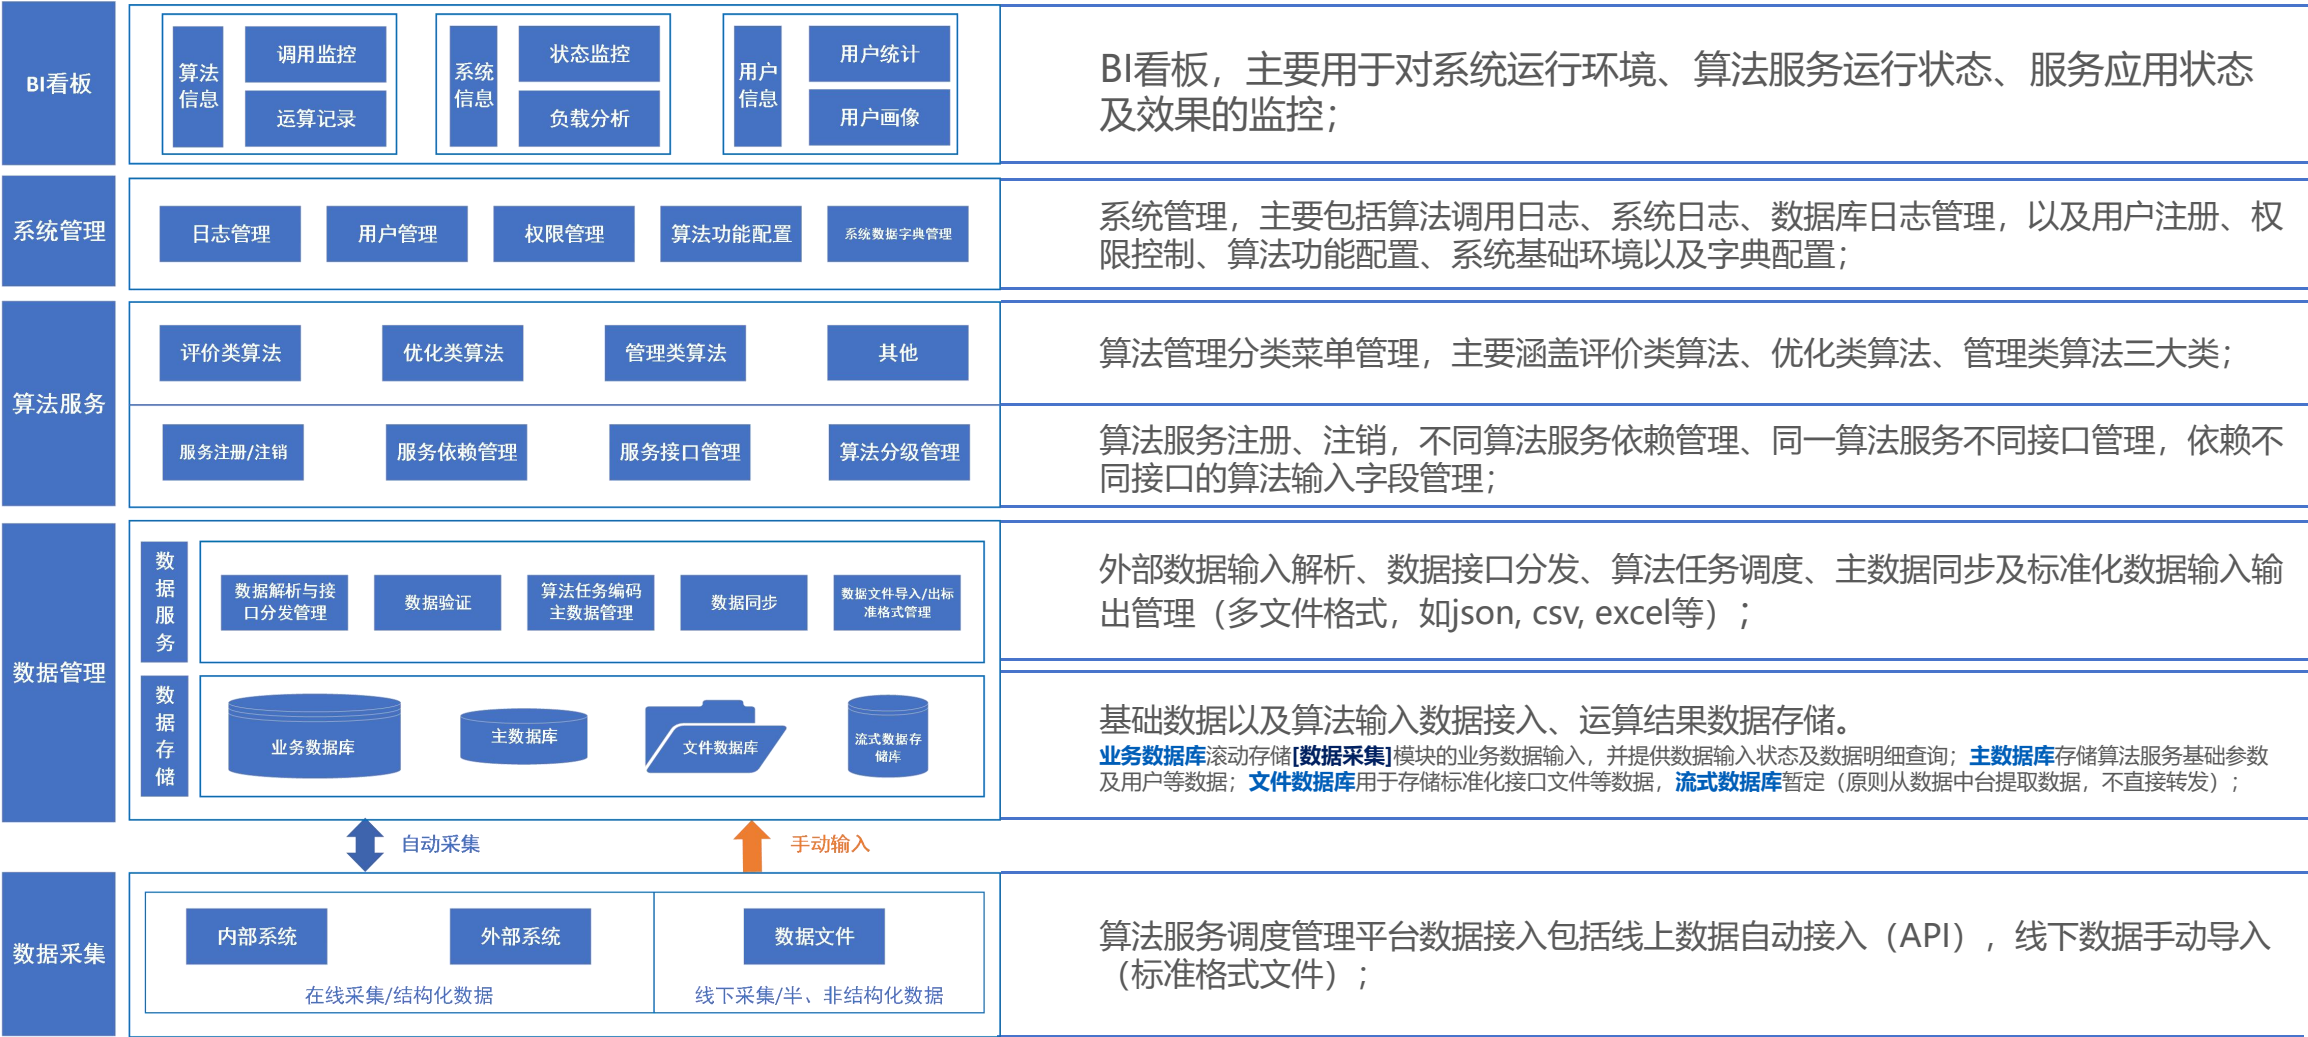 BI看板
算法
信息
调用监控
运算记录
系统
信息
状态监控
负载分析
用户
信息
用户统计
用户画像
BI看板，主要用于对系统运行环境、算法服务运行状态、服务应用状态
及效果的监控；
系统管理
日志管理
用户管理
权限管理
算法功能配置
系统数据字典管理
系统管理，主要包括算法调用日志、系统日志、数据库日志管理，以及用户注册、权
限控制、算法功能配置、系统基础环境以及字典配置；
算法服务
评价类算法
优化类算法
管理类算法
其他
算法管理分类菜单管理，主要涵盖评价类算法、优化类算法、管理类算法三大类；
服务注册/注销
服务依赖管理
服务接口管理
算法分级管理
算法服务注册、注销，不同算法服务依赖管理、同一算法服务不同接口管理，依赖不
同接口的算法输入字段管理；
数据管理
数
据
服
务
数据解析与接
口分发管理
数据验证
算法任务编码
主数据管理
数据同步
数据文件导入/出标
准格式管理
外部数据输入解析、数据接口分发、算法任务调度、主数据同步及标准化数据输入输
出管理（多文件格式，如json, csv, excel等）；
数
据
存
储
业务数据库
主数据库
文件数据库
流式数据存
储库
基础数据以及算法输入数据接入、运算结果数据存储。
业务数据库滚动存储[数据采集]模块的业务数据输入，并提供数据输入状态及数据明细查询；主数据库存储算法服务基础参数
及用户等数据；文件数据库用于存储标准化接口文件等数据，流式数据库暂定（原则从数据中台提取数据，不直接转发）；
自动采集
手动输入
数据采集
内部系统
外部系统
数据文件
在线采集/结构化数据
线下采集/半、非结构化数据
算法服务调度管理平台数据接入包括线上数据自动接入（API），线下数据手动导入
（标准格式文件）；